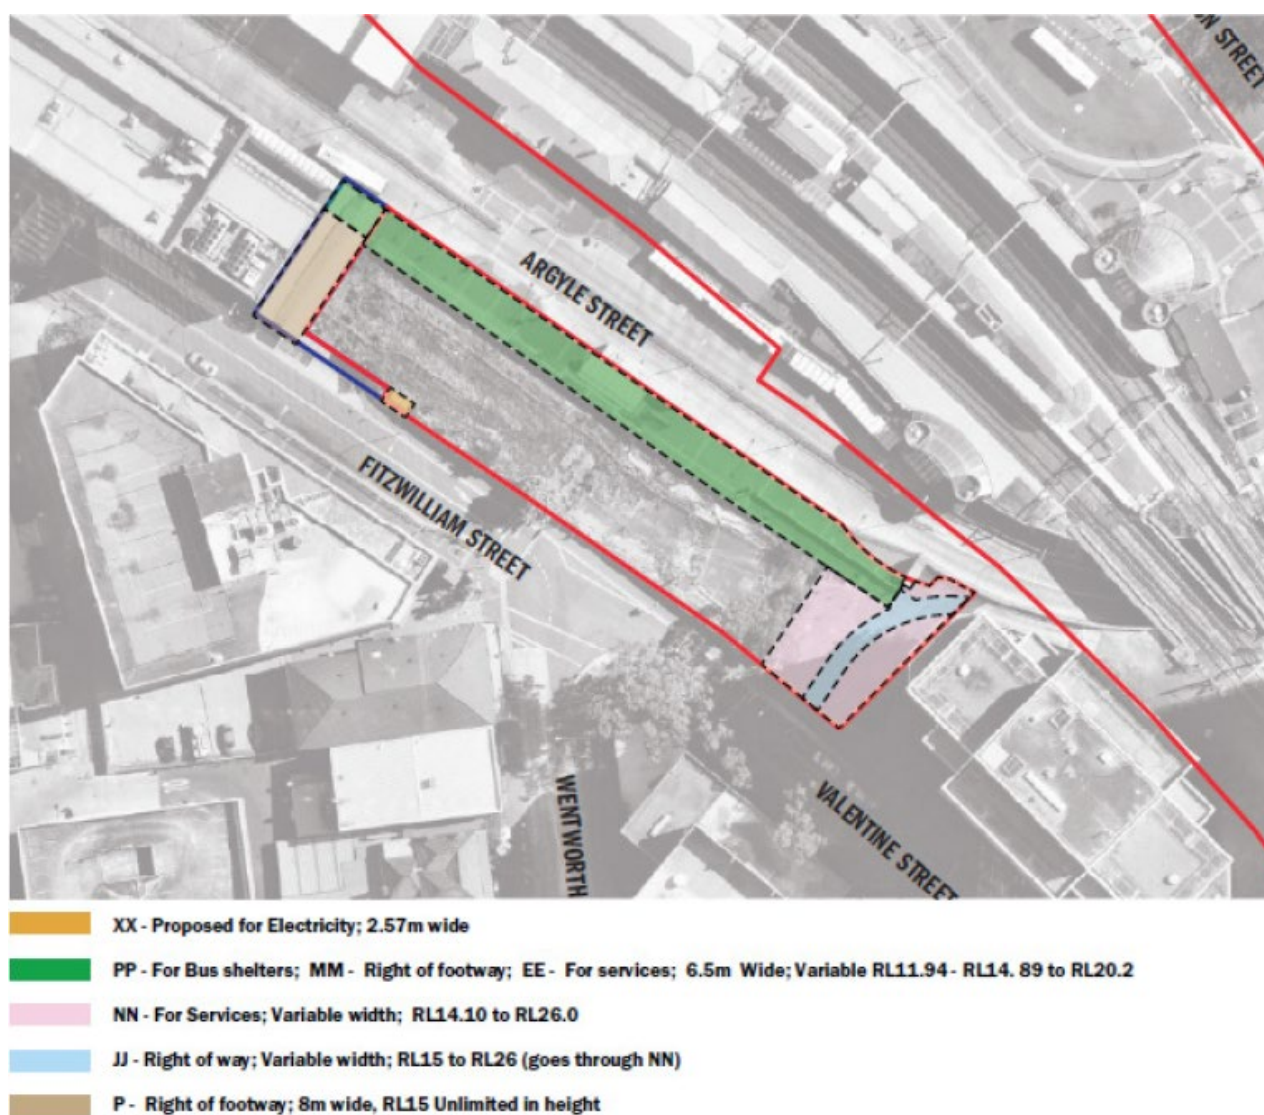 ON STREET
ARGYLE STREET
FITZWILLIAM STREET
WENTWORTH
VALENTINE STREET
XX - Proposed for Electricity; 2.57m wide
PP - For Bus shelters; MM - Right of footway; EE - For services; 6.5m Wide; Variable RL11.94 - RL14. 89 to RL20.2
NN - For Services; Variable width; RL14.10 to RL26.0
JJ - Right of way; Variable width; RL15 to RL26 (goes through NN)
P - Right of footway; 8m wide, RL15 Unlimited in height